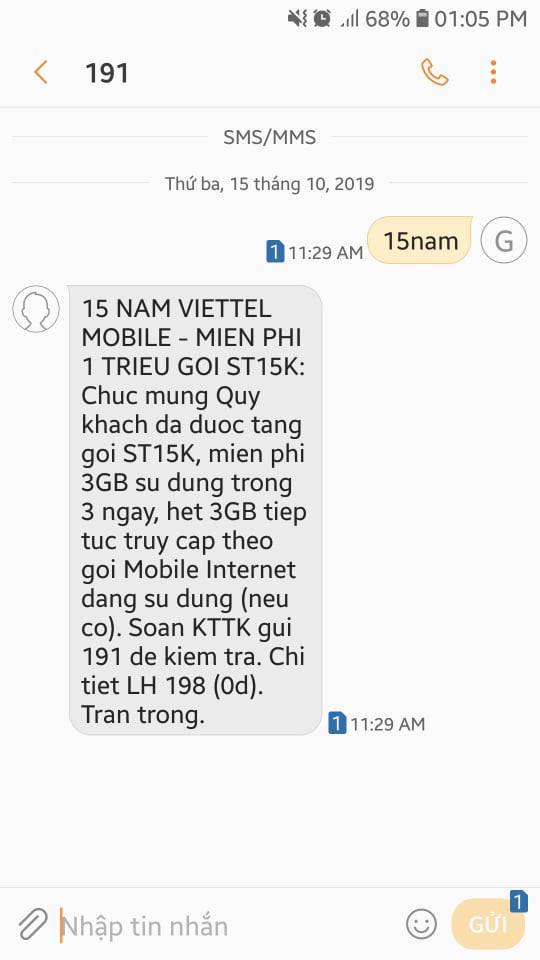 68% 01:05 PM
191
SMS/MMS
Thứ ba, 15 tháng 10, 2019
1 11:29 AM 15nam G
15 NAM VIETTEL
MOBILE - MIEN PHI
1 TRIEU GOI ST15K:
Chuc mung Quy
khach da duoc tang
goi ST15K, mien phi
3GB su dung trong
3 ngay, het 3GB tiep
tuc truy cap theo
goi Mobile Internet
dang su dung (neu
co). Soan KTTK gui
191 de kiem tra. Chi
tiet LH 198 (0d).
Tran trong.
1 11:29 AM
Nhập tin nhắn
GỬI 1